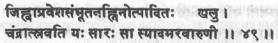 जिह्वाप्रवेशसंभूतवह्निनोत्पादितः खलु ।
चंद्रात्स्रवति यः सारः सा स्यादमरवारुणी ॥ ४९ ॥